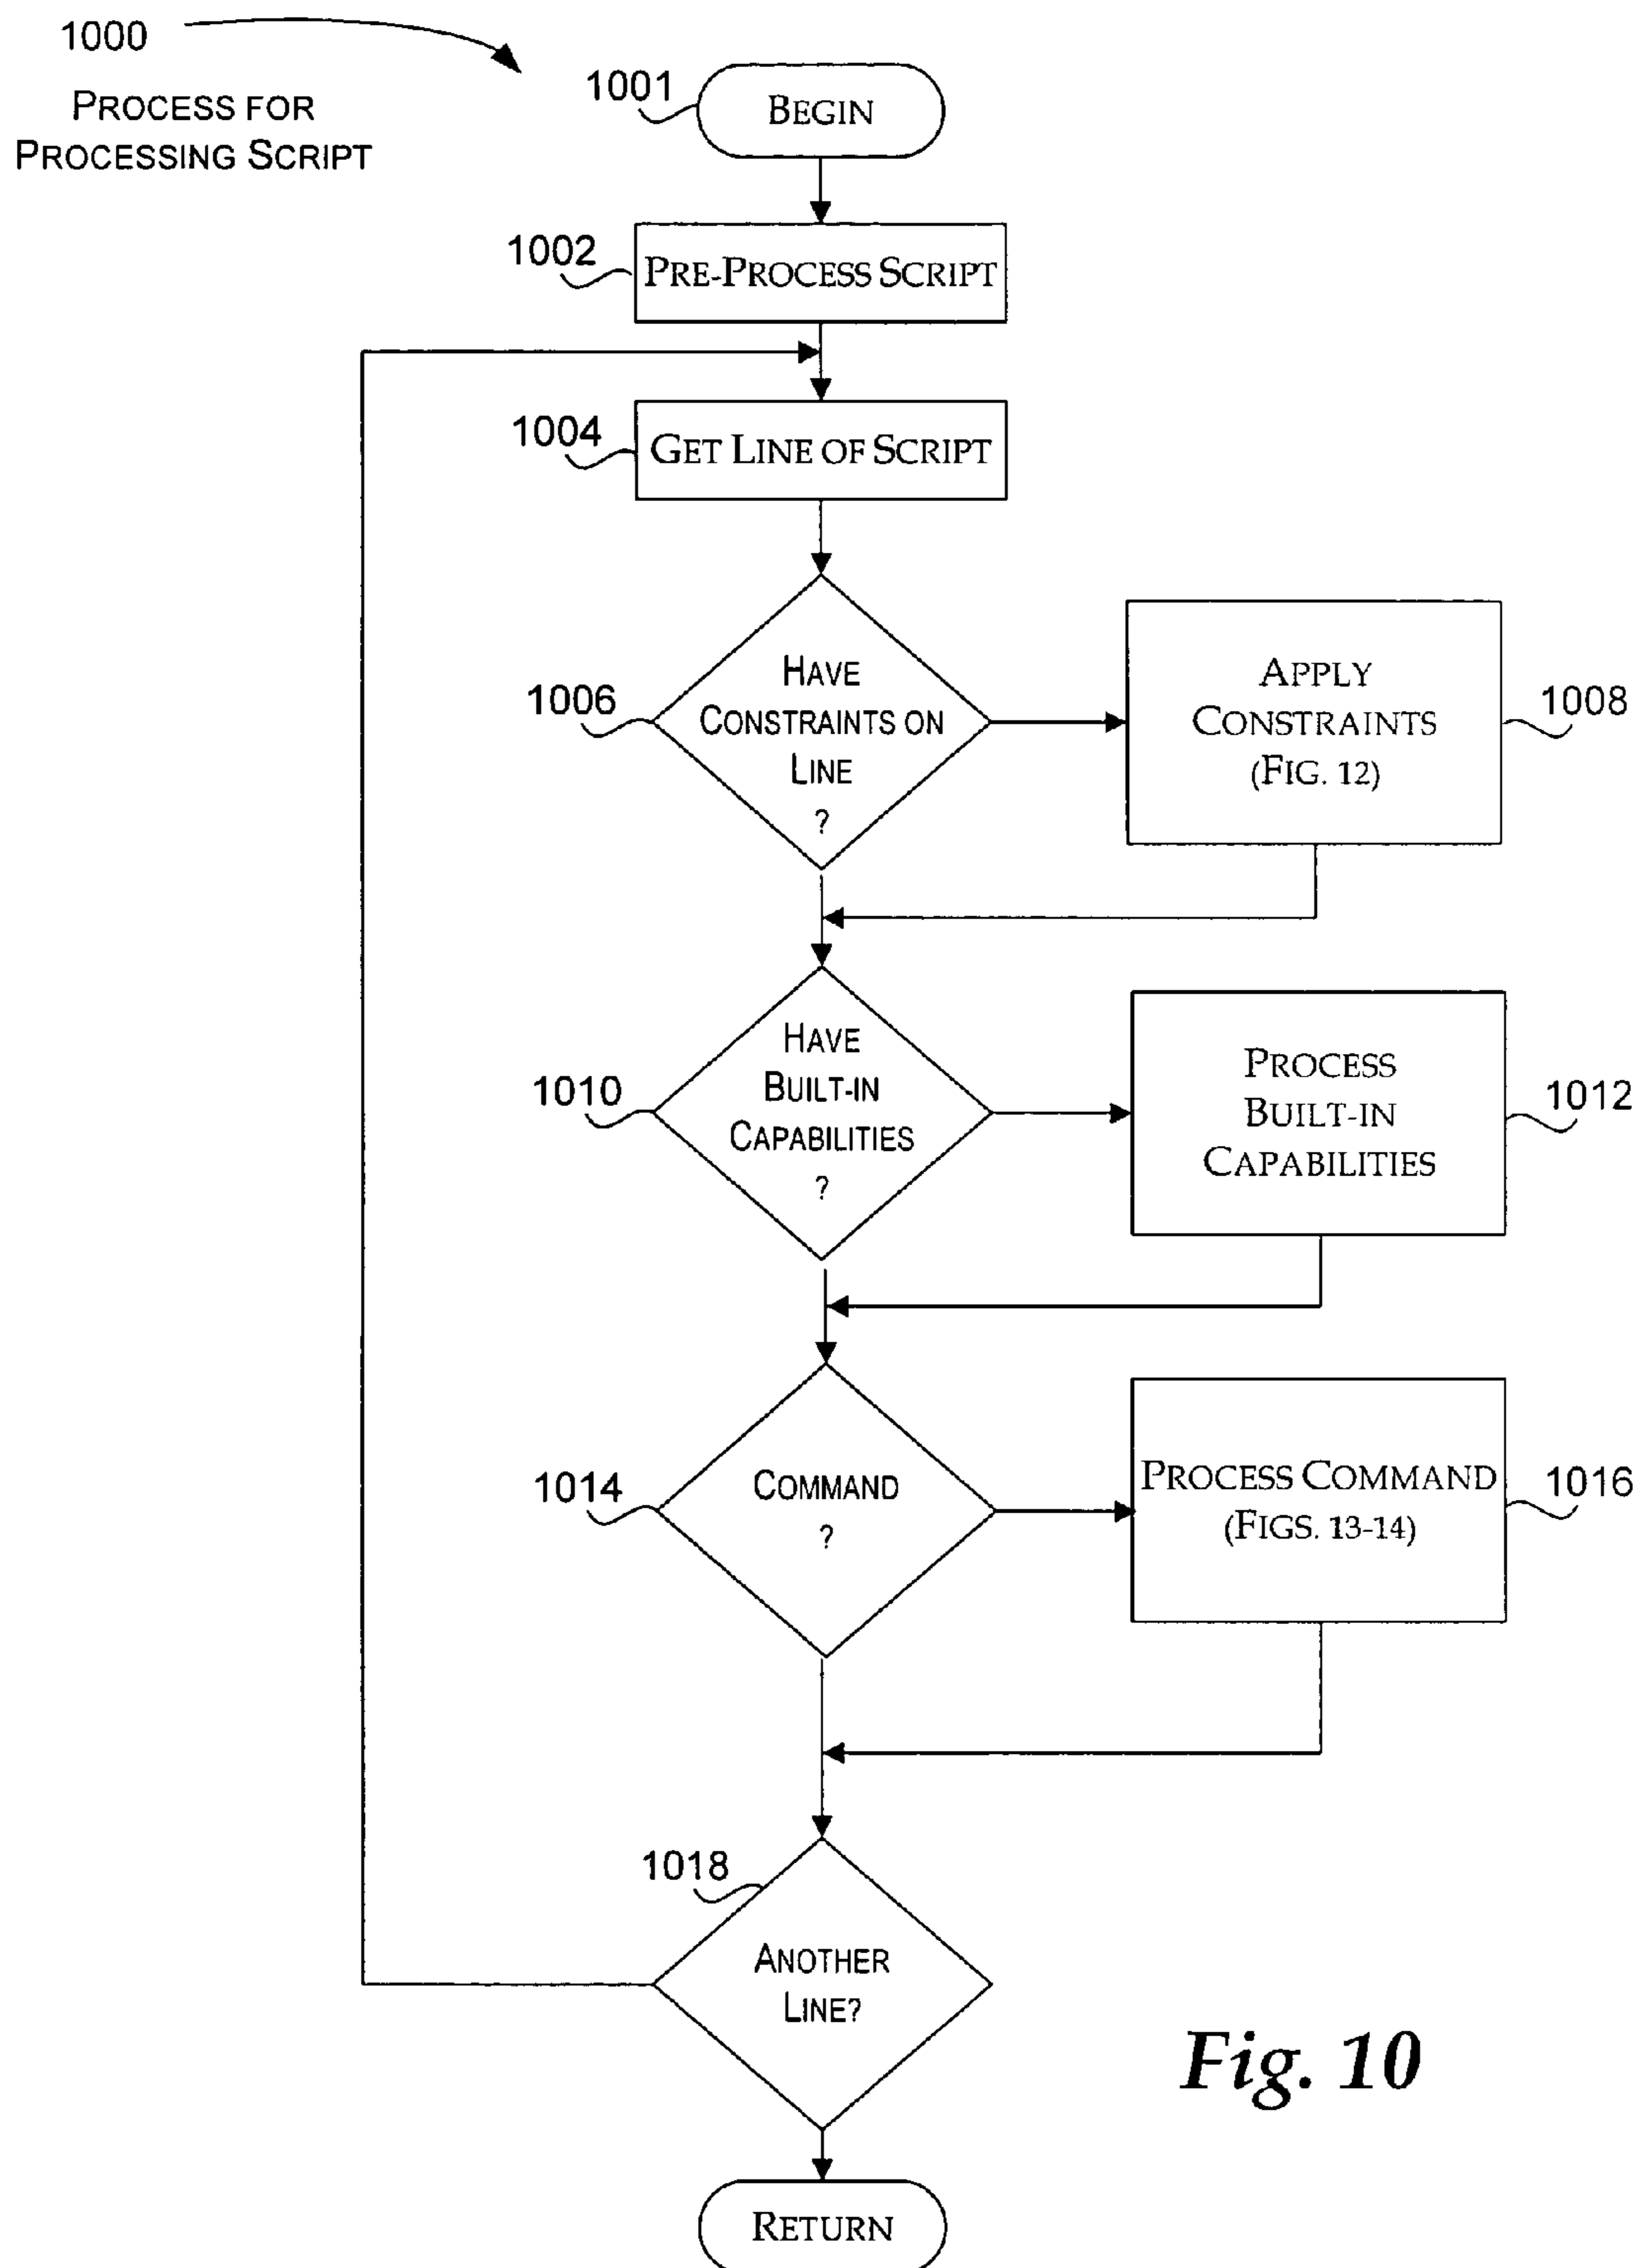 1000
PROCESS FOR
PROCESSING SCRIPT
1001
BEGIN
1002
PRE-PROCESS SCRIPT
1004
GET LINE OF SCRIPT
1006
HAVE
CONSTRAINTS ON
LINE
?
APPLY
CONSTRAINTS
(FIG. 12)
1008
1010
HAVE
BUILT-IN
CAPABILITIES
?
PROCESS
BUILT-IN
CAPABILITIES
1012
1014
COMMAND
?
PROCESS COMMAND
(FIGS. 13-14)
1016
1018
ANOTHER
LINE?
Fig. 10
RETURN